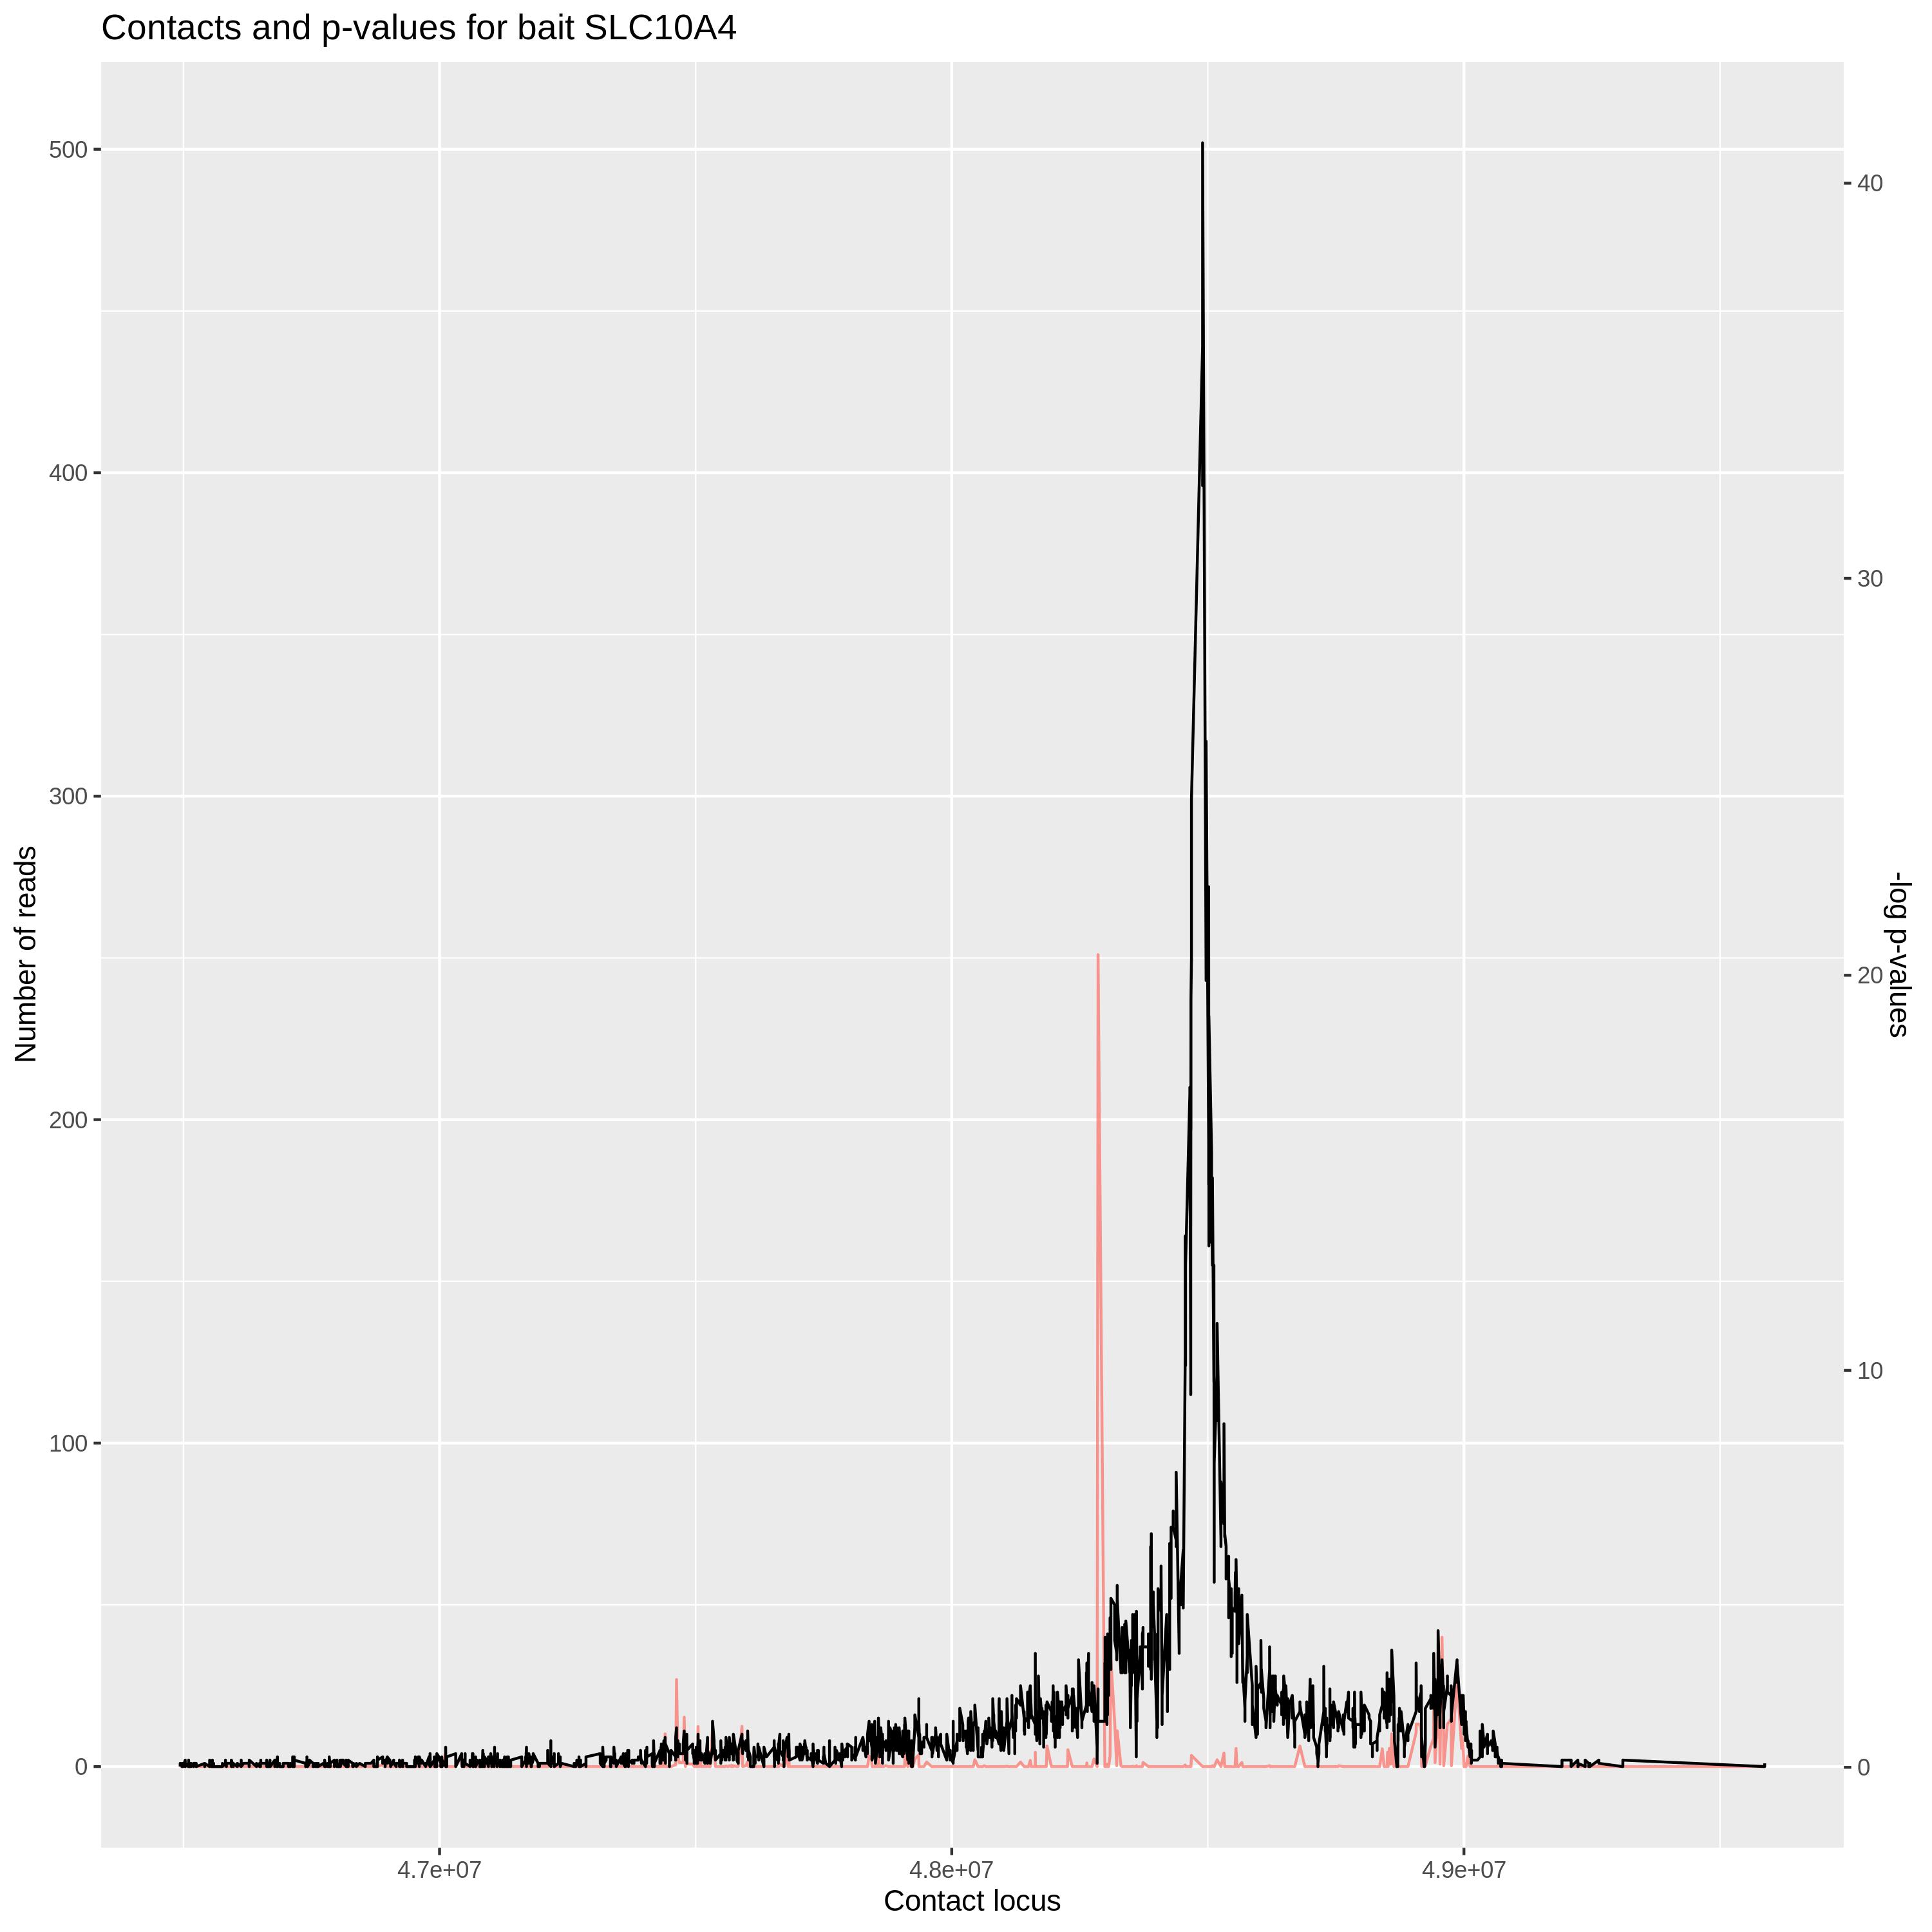 Contacts and p-values for bait SLC10A4
500
400
300
200
100
0
Number of reads
40
30
20
10
0
-log p-values
4.7e+07
4.8e+07
4.9e+07
Contact locus